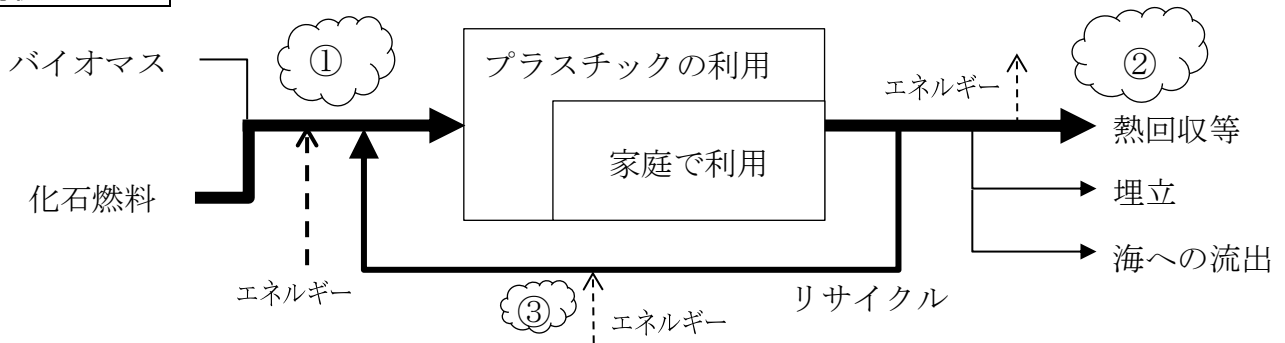 バイオマス
①
プラスチックの利用
エネルギー
②
熱回収等
家庭で利用
化石燃料
埋立
海への流出
エネルギー
③
エネルギー
リサイクル